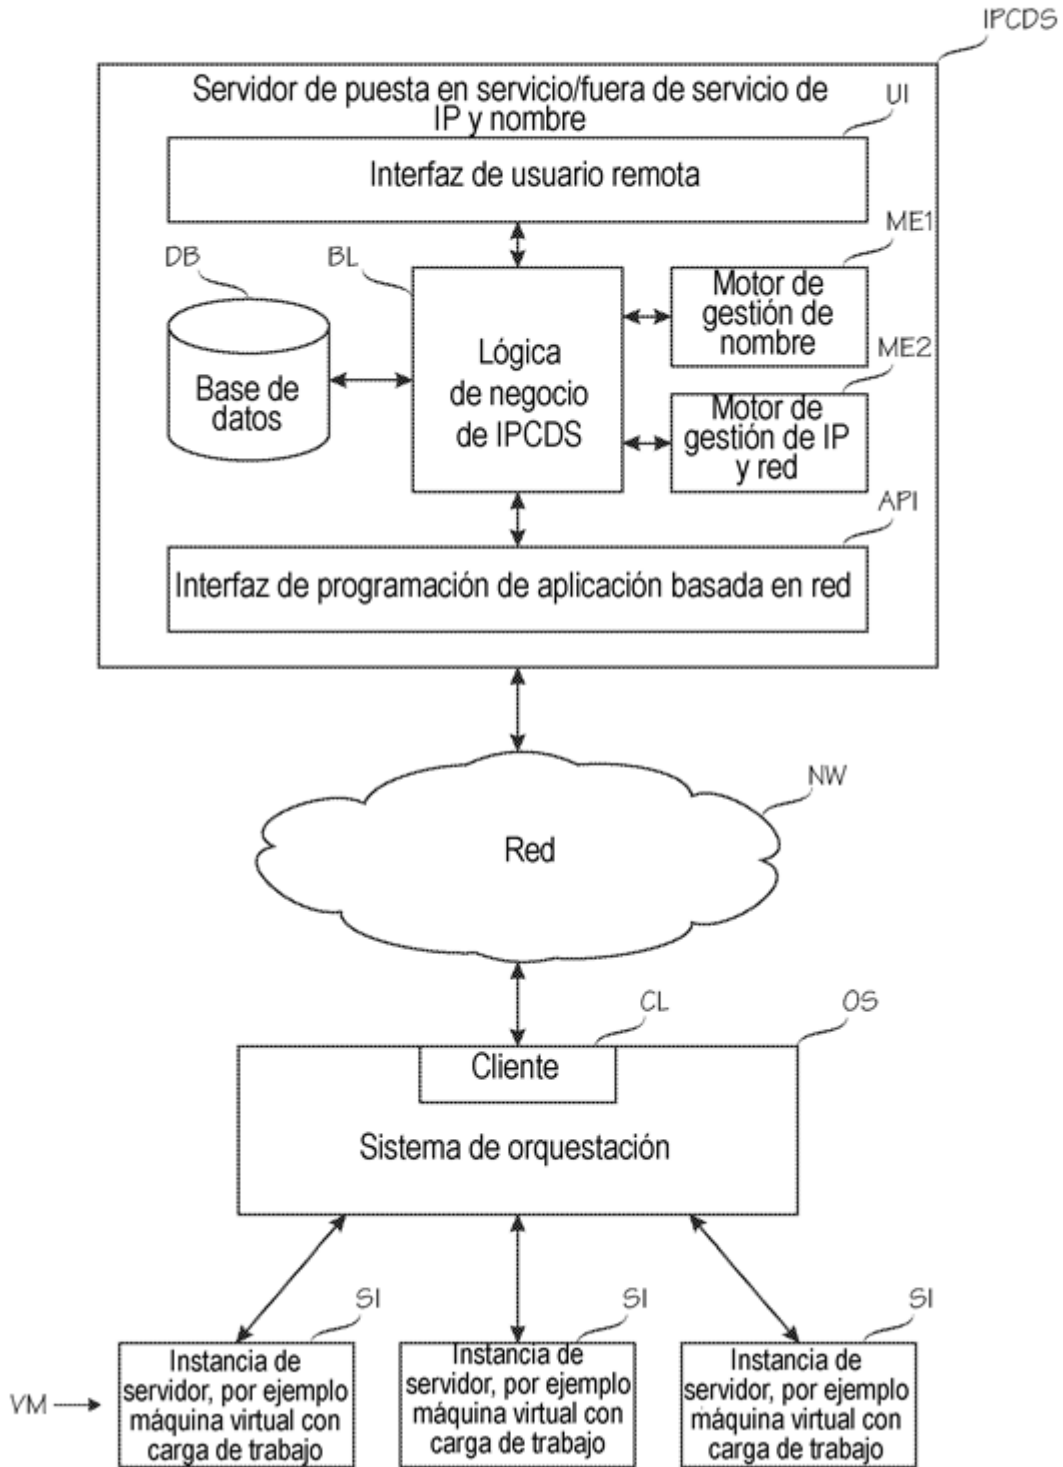 IPCDS
Servidor de puesta en servicio/fuera de servicio de
IP y nombre
UI
Interfaz de usuario remota
DB
BL
ME1
Motor de
gestión de
nombre
Lógica
de negocio
de IPCDS
Base de
datos
ME2
Motor de
gestión de IP
y red
API
Interfaz de programación de aplicación basada en red
NW
Red
CL
OS
Cliente
Sistema de orquestación
SI
SI
SI
VM
Instancia de
servidor, por ejemplo
máquina virtual con
carga de trabajo
Instancia de
servidor, por ejemplo
máquina virtual con
carga de trabajo
Instancia de
servidor, por ejemplo
máquina virtual con
carga de trabajo